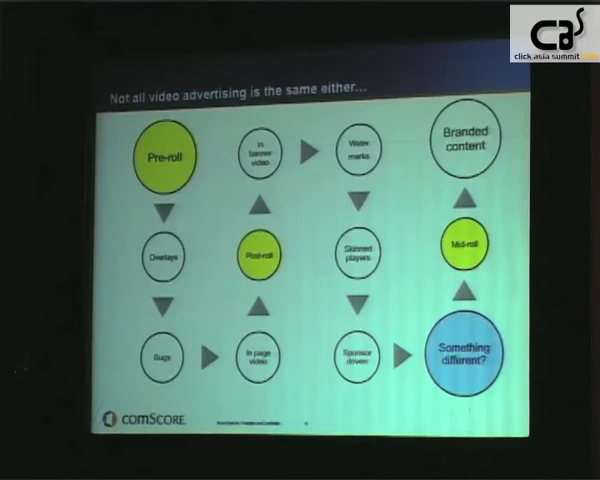 click asia summit
Not all video advertising is the same either...
Pre-roll
In
banner
video
Water
marks
Branded
content
Overlays
Post-roll
Skinned
players
Mid-roll
Bugs
In page
video
Sponsor
driven
Something
different?
comSCORE